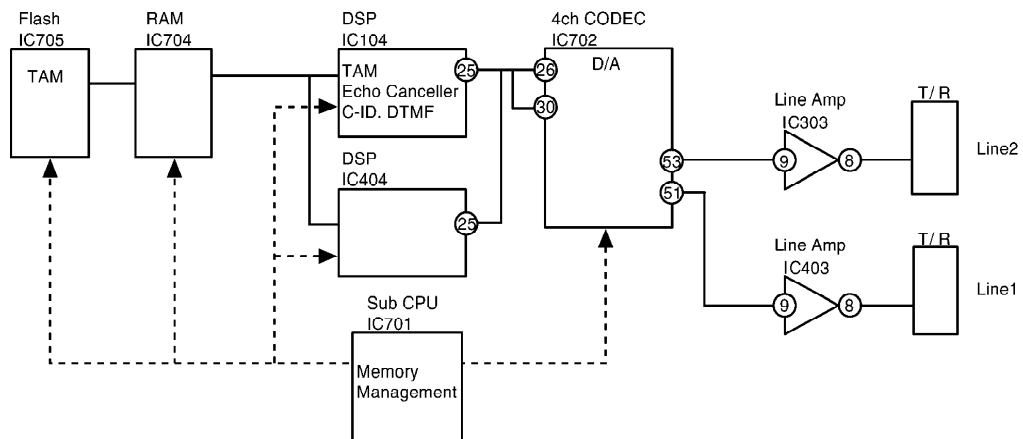 Flash
IC705
TAM
RAM
IC704
DSP
IC104
TAM
Echo Canceller
C-ID. DTMF
25
DSP
IC404
25
4ch CODEC
IC702
D/A
26
30
53
51
Line Amp
IC303
9
8
T/R
Line2
Line Amp
IC403
9
8
T/R
Line1
Sub CPU
IC701
Memory
Management